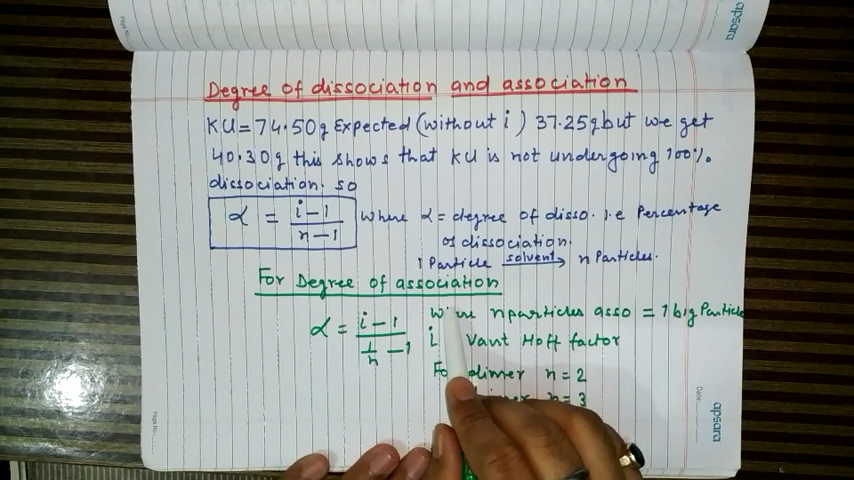 apsara
Degree of dissociation and association
KCl = 74.50g Expected (without i) 37.25g but we get
40.30g this shows that KCl is not undergoing 100%
dissociation. so
α = i-1 / n-1 where α = degree of disso. i.e Percentage
of dissociation.
1 Particle solvent→ n Particles.
For Degree of association
α = i-1 / 1/n -1 n particles asso = 1 big Particle
i Vant Hoff factor
dimer n = 2
n = 3
Date
apsara